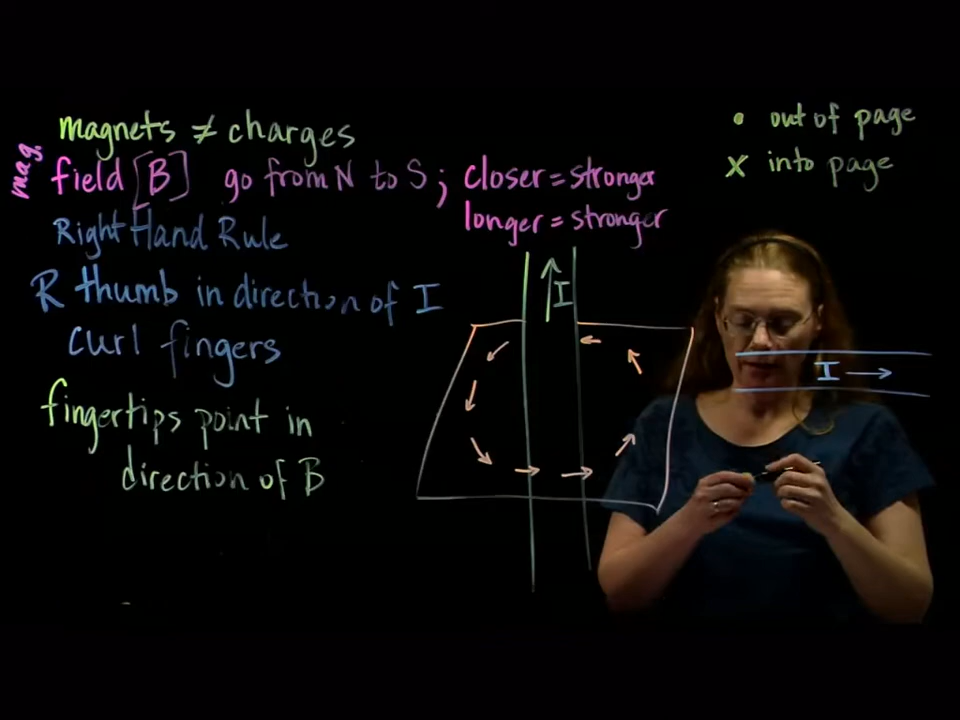 magnets ≠ charges
mag. field [B] go from N to S; closer = stronger
longer = stronger
Right Hand Rule
R thumb in direction of I
curl fingers
fingertips point in
direction of B
I
• out of page
x into page
I →